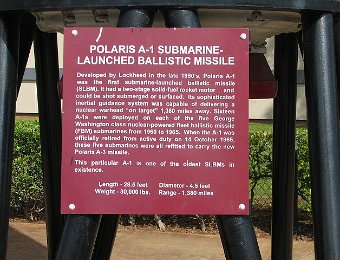 POLARIS A-1 SUBMARINE-
LAUNCHED BALLISTIC MISSILE
Developed by Lockheed in the late 1950's, Polaris A-1
was the first submarine-launched ballistic missile
(SLBM). It had a two-stage solid-fuel rocket motor and
could be shot submerged or surfaced. Its sophisticated
inertial guidance system was capable of delivering a
nuclear warhead "on target" 1,380 miles away. Sixteen
A-1s were deployed on each of the five George
Washington class nuclear-powered fleet ballistic missile
(FBM) submarines from 1960 to 1965. When the A-1 was
officially retired from active duty on 14 October 1965,
these five submarines were all refitted to carry the new
Polaris A-3 missile.
This particular A-1 is one of the oldest SLBMs in
existence.
Length - 28.5 feet Diameter - 4.5 feet
Weight - 30,000 lbs. Range - 1,380 miles